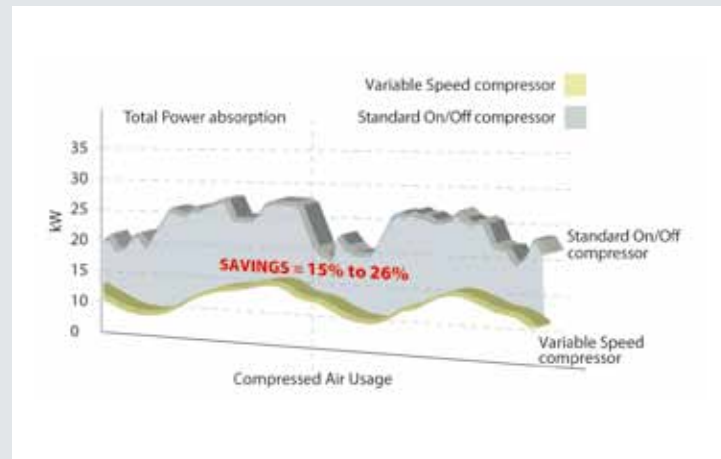 Variable Speed compressor
Total Power absorption
Standard On/Off compressor
35
30
25
20
15
10
0
kW
SAVINGS = 15% to 26%
Standard On/Off
compressor
Variable Speed
compressor
Compressed Air Usage